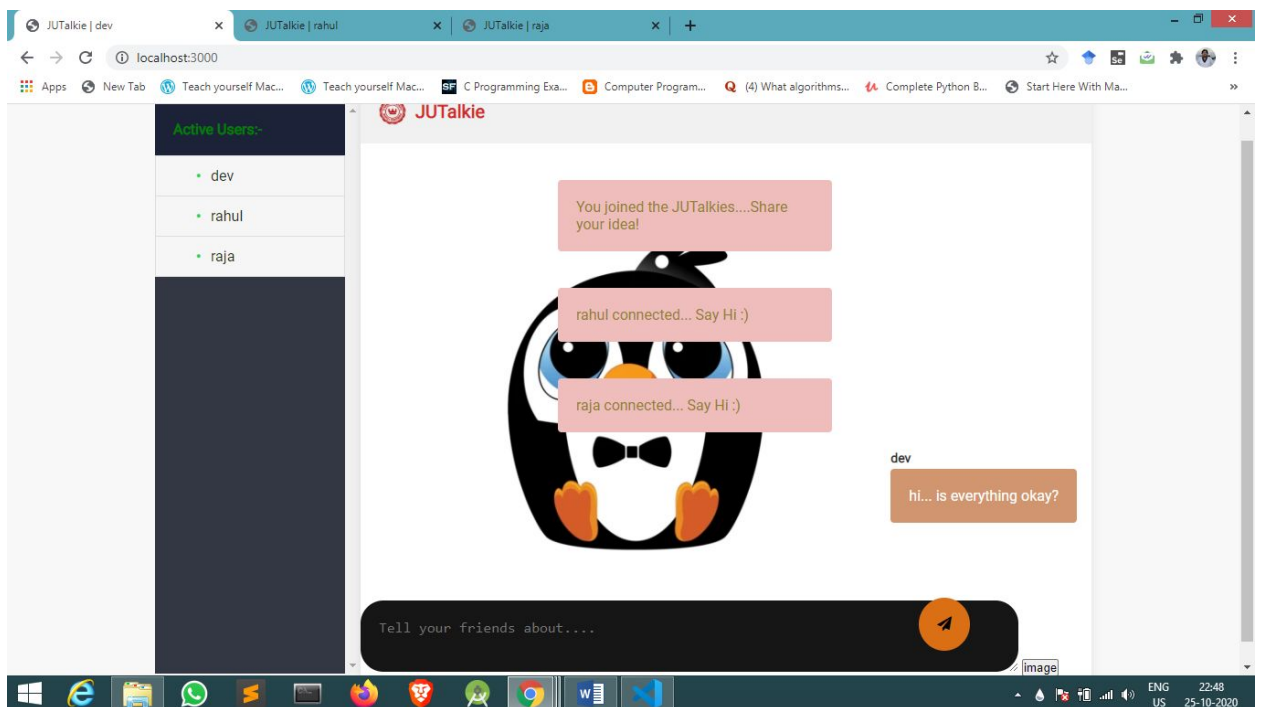 JUTalkie | dev
JUTalkie | rahul
JUTalkie | raja
localhost:3000
Se
Apps
New Tab
Teach yourself Mac...
Teach yourself Mac...
SF C Programming Exa...
Computer Program...
Q (4) What algorithms...
Complete Python B...
Start Here With Ma...
»
Active Users:-
dev
rahul
raja
JUTalkie
You joined the JUTalkies....Share
your idea!
rahul connected... Say Hi :)
raja connected... Say Hi :)
dev
hi... is everything okay?
Tell your friends about....
image
ENG
US
22:48
25-10-2020